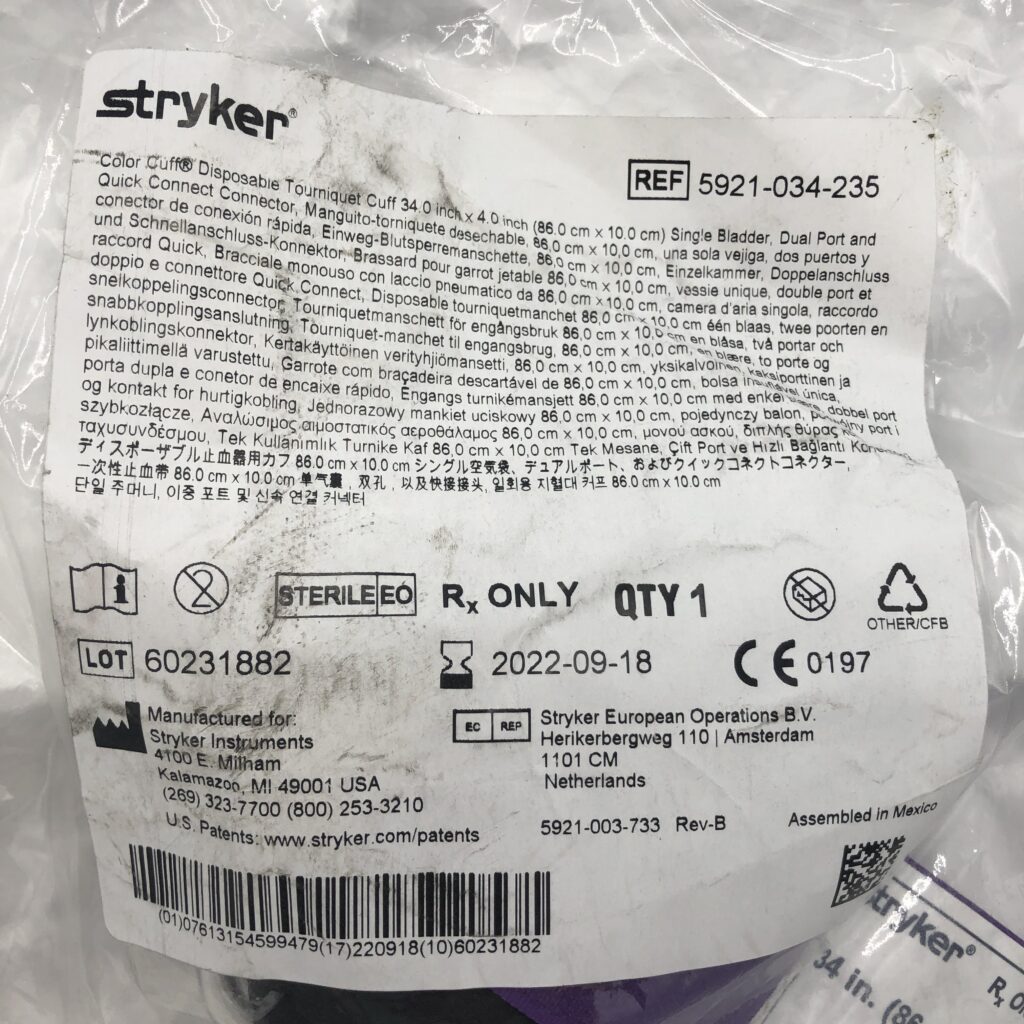 stryker®
REF 5921-034-235
Color Cuff® Disposable Tourniquet Cuff 34.0 inch x 4.0 inch (86.0 cm x 10.0 cm) Single Bladder, Dual Port and
Quick Connect Connector, Manguito-torniquete desechable, 86,0 cm x 10,0 cm, una sola vejiga, dos puertos y
conector de conexión rápida, Einweg-Blutsperremanschette, 86,0 cm x 10,0 cm, Einzelkammer, Doppelanschluss
und Schnellanschluss-Konnektor, Brassard pour garrot jetable 86,0 cm x 10,0 cm, vessie unique, double port et
raccord Quick, Bracciale monouso con laccio pneumatico da 86,0 cm x 10,0 cm, camera d'aria singola, raccordo
doppio e connettore Quick Connect, Disposable tourniquetmanchet 86,0 cm x 10,0 cm één blaas, twee poorten en
snelkoppelingsconnector, Tourniquetmanschett för engångsbruk 86,0 cm x 10,0 cm en blåsa, två portar och
snabbkopplingsanslutning, Tourniquet-manchet til engangsbrug, 86,0 cm x 10,0 cm, en blære, to porte og
lynkoblingskonnektor, Kertakäyttöinen verityhjiömansetti, 86,0 cm x 10,0 cm, yksikalvoinen, kaksiporttinen ja
pikaliittimellä varustettu, Garrote com braçadeira descartável de 86,0 cm x 10,0 cm, bolsa única,
porta dupla e conetor de encaixe rápido, Engangs turnikémansjett 86,0 cm x 10,0 cm med enkel dobbel port
og kontakt for hurtigkobling, Jednorazowy mankiet uciskowy 86,0 cm x 10,0 cm, pojedynczy balon, port i
szybkozłącze, Αναλώσιμος αιμοστατικός αεροθάλαμος 86,0 cm x 10,0 cm, μονού ασκού, διπλής θύρας
ταχυσυνδέσμου, Tek Kullanımlık Turnike Kaf 86,0 cm x 10,0 cm Tek Mesane, Çift Port ve Hızlı Bağlantı
ディスポーザブル止血器用カフ 86.0 cm x 10.0 cm シングル空気袋、デュアルポート、およびクイックコネクトコネクター,
一次性止血带 86.0 cm x 10.0 cm 单气囊，双孔，以及快接接头, 일회용 지혈대 커프 86.0 cm x 10.0 cm
단일 주머니, 이중 포트 및 신속 연결 커넥터
STERILE EO Rx ONLY QTY 1
OTHER/CFB
LOT 60231882 2022-09-18 CE 0197
Manufactured for:
Stryker Instruments
4100 E. Milham
Kalamazoo, MI 49001 USA
(269) 323-7700 (800) 253-3210
U.S. Patents: www.stryker.com/patents
EC REP Stryker European Operations B.V.
Herikerbergweg 110 | Amsterdam
1101 CM
Netherlands
5921-003-733 Rev-B
Assembled in Mexico
(01)07613154599479(17)220918(10)60231882
stryker®
34 in. (86